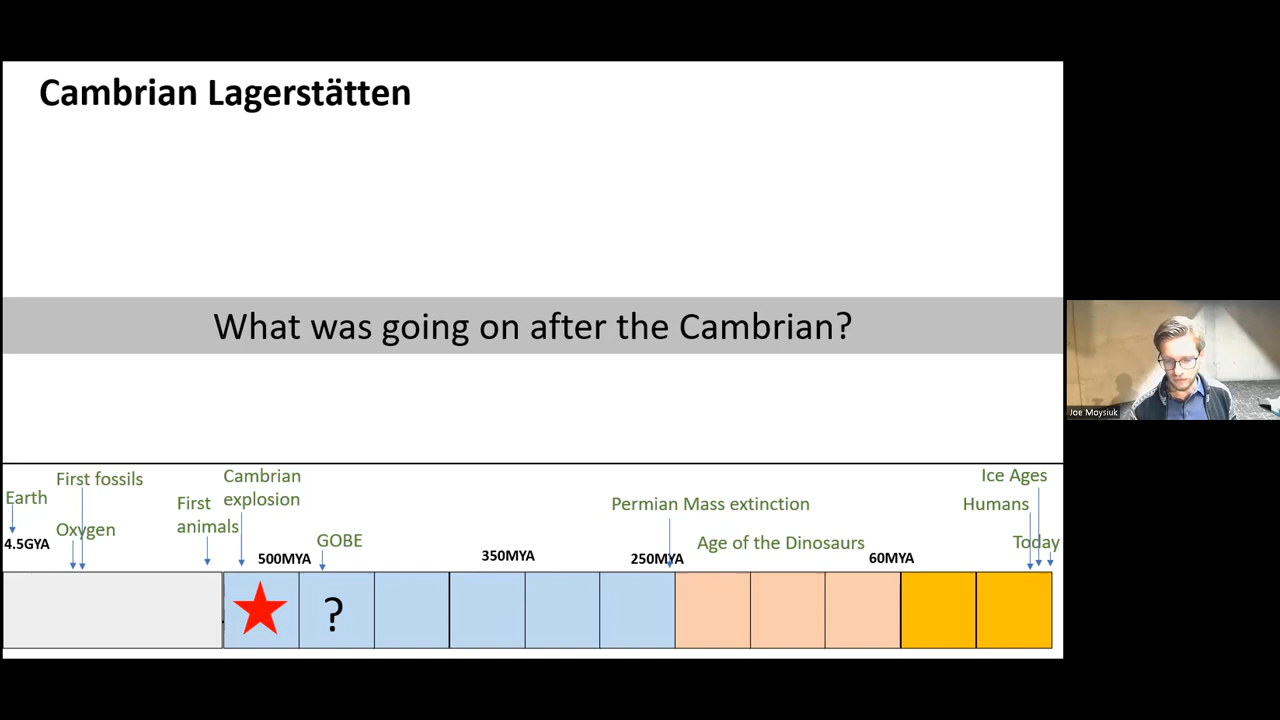 Cambrian Lagerstätten
What was going on after the Cambrian?
Joe Moysiuk
First fossils
Cambrian
explosion
Ice Ages
Earth
First
animals
Permian Mass extinction
Humans
Oxygen
4.5GYA
500MYA
GOBE
350MYA
250MYA
Age of the Dinosaurs
60MYA
Today
?